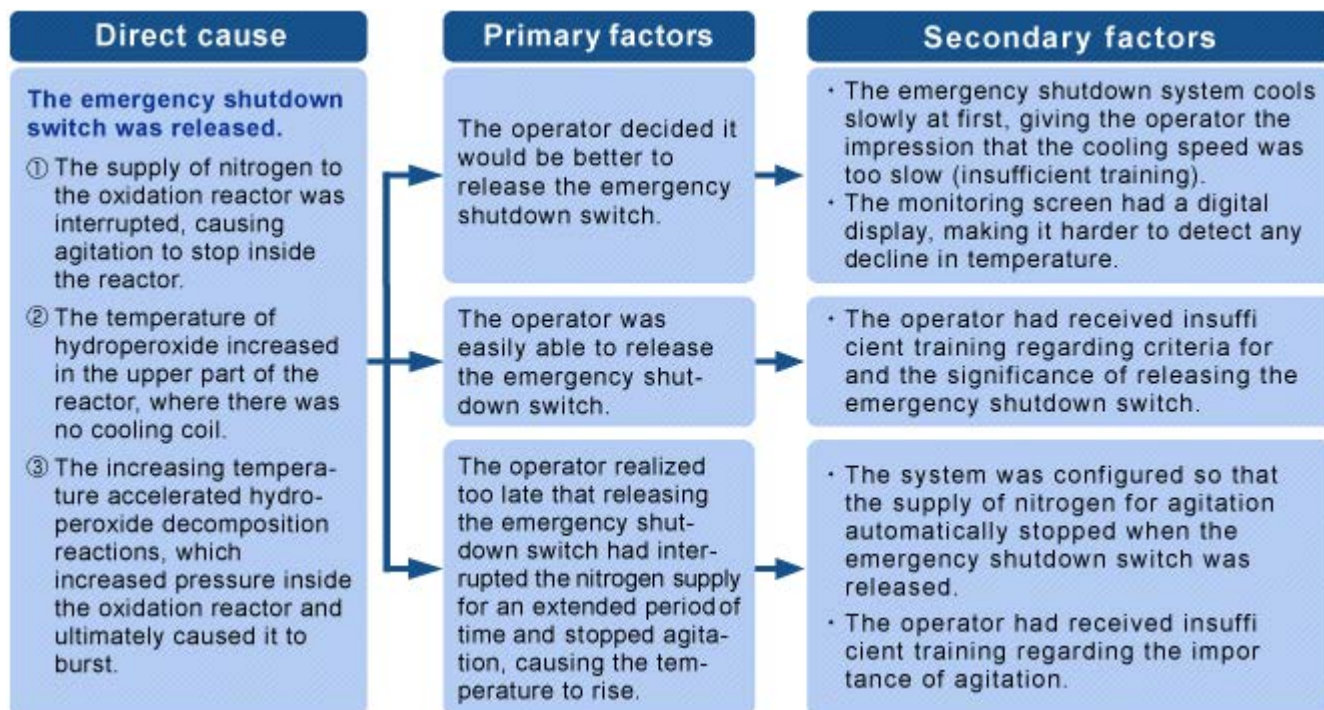 Direct cause
The emergency shutdown
switch was released.
① The supply of nitrogen to
the oxidation reactor was
interrupted, causing
agitation to stop inside
the reactor.
② The temperature of
hydroperoxide increased
in the upper part of the
reactor, where there was
no cooling coil.
③ The increasing tempera-
ture accelerated hydro-
peroxide decomposition
reactions, which
increased pressure inside
the oxidation reactor and
ultimately caused it to
burst.
Primary factors
The operator decided it
would be better to
release the emergency
shutdown switch.
The operator was
easily able to release
the emergency shut-
down switch.
The operator realized
too late that releasing
the emergency shut-
down switch had inter-
rupted the nitrogen supply
for an extended period of
time and stopped agita-
tion, causing the tem-
perature to rise.
Secondary factors
・The emergency shutdown system cools
slowly at first, giving the operator the
impression that the cooling speed was
too slow (insufficient training).
・The monitoring screen had a digital
display, making it harder to detect any
decline in temperature.
・The operator had received insuffi
cient training regarding criteria for
and the significance of releasing the
emergency shutdown switch.
・The system was configured so that
the supply of nitrogen for agitation
automatically stopped when the
emergency shutdown switch was
released.
・The operator had received insuffi
cient training regarding the impor
tance of agitation.